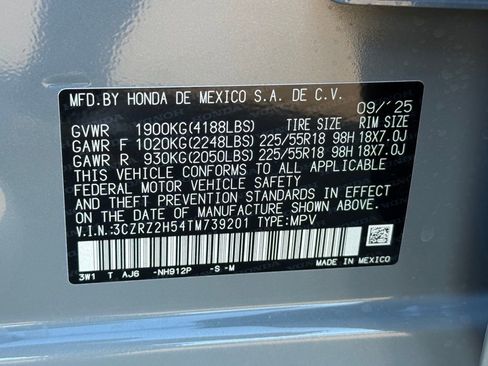 MFD.BY HONDA DE MEXICO S.A. DE C.V.
09/'25
GVWR 1900KG(4188LBS) TIRE SIZE RIM SIZE
GAWR F 1020KG(2248LBS) 225/55R18 98H 18X7.0J
GAWR R 930KG(2050LBS) 225/55R18 98H 18X7.0J
THIS VEHICLE CONFORMS TO ALL APPLICABLE
FEDERAL MOTOR VEHICLE SAFETY
AND THEFT PREVENTION STANDARDS IN EFFECT
ON THE DATE OF MANUFACTURE SHOWN ABOVE.
V.I.N.:3CZRZ2H54TM739201 TYPE:MPV
3W1 T AJ6 -NH912P -S -M MADE IN MEXICO